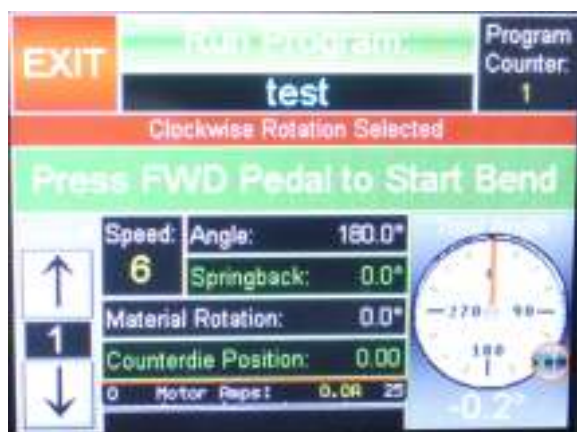 EXIT
Run Program:
Program
Counter:
1
test
Clockwise Rotation Selected
Press FWD Pedal to Start Bend
Speed:
6
Angle: 180.0°
Springback: 0.0°
Material Rotation: 0.0°
Counterdie Position: 0.00
0 Motor Amps: 0.0A 25
1
270 90
180
-0.2°